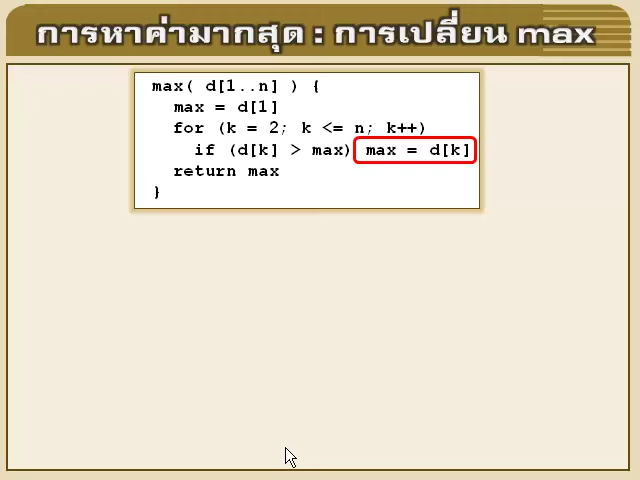 การหาค่ามากสุด : การเปลี่ยน max
max( d[1..n] ) {
max = d[1]
for (k = 2; k <= n; k++)
if (d[k] > max) max = d[k]
return max
}